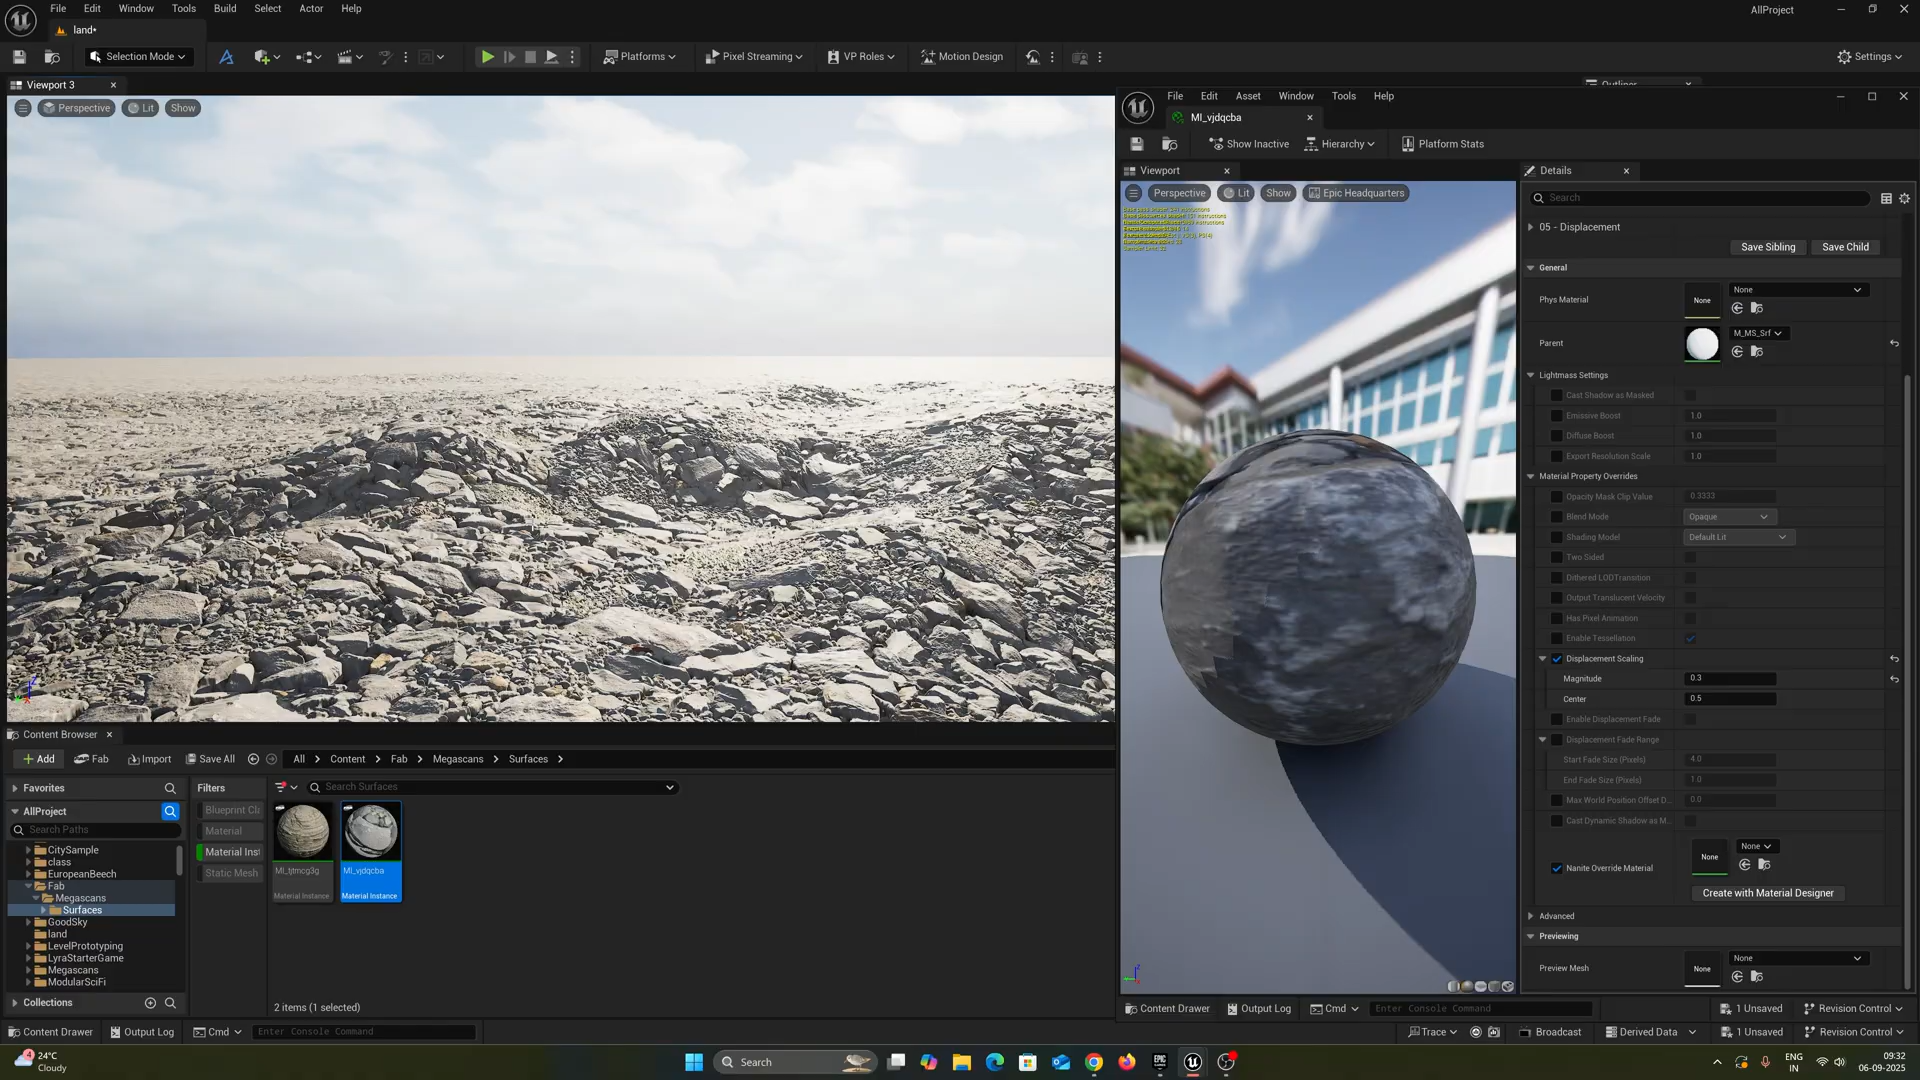 File Edit Window Tools Build Select Actor Help
AllProject
land*
Selection Mode
Platforms
Pixel Streaming
VP Roles
Motion Design
Settings
Viewport 3
Perspective
Lit
Show
Outliner
File Edit Asset Window Tools Help
MI_vjdqcba
Show Inactive
Hierarchy
Platform Stats
Viewport
Perspective
Lit
Show
Epic Headquarters
Details
Search
05 - Displacement
Save Sibling
Save Child
General
Phys Material
None
None
Parent
M_MS_Srf
Lightmass Settings
Cast Shadow as Masked
Emissive Boost 1.0
Diffuse Boost 1.0
Export Resolution Scale 1.0
Material Property Overrides
Opacity Mask Clip Value 0.3333
Blend Mode Opaque
Shading Model Default Lit
Two Sided
Dithered LODTransition
Output Translucent Velocity
Has Pixel Animation
Enable Tessellation
Displacement Scaling
Magnitude 0.3
Center 0.5
Enable Displacement Fade
Displacement Fade Range
Start Fade Size (Pixels) 4.0
End Fade Size (Pixels) 1.0
Max World Position Offset D... 0.0
Cast Dynamic Shadow as M...
Nanite Override Material
None
None
Create with Material Designer
Advanced
Previewing
Preview Mesh
None
None
Content Drawer
Output Log
Cmd
Enter Console Command
1 Unsaved
Revision Control
Content Browser
Add
Fab
Import
Save All
All > Content > Fab > Megascans > Surfaces >
Favorites
AllProject
Search Paths
CitySample
class
EuropeanBeech
Fab
Megascans
Surfaces
GoodSky
land
LevelPrototyping
LyraStarterGame
Megascans
ModularSciFi
Collections
Filters
Blueprint Cl
Material
Material Inst
Static Mesh
Search Surfaces
MI_tjtmcg3g
Material Instance
MI_vjdqcba
Material Instance
2 items (1 selected)
Content Drawer
Output Log
Cmd
Enter Console Command
Trace
Broadcast
Derived Data
1 Unsaved
Revision Control
4
24°C
Cloudy
Search
EPIC
ENG
IN
09:32
06-09-2025